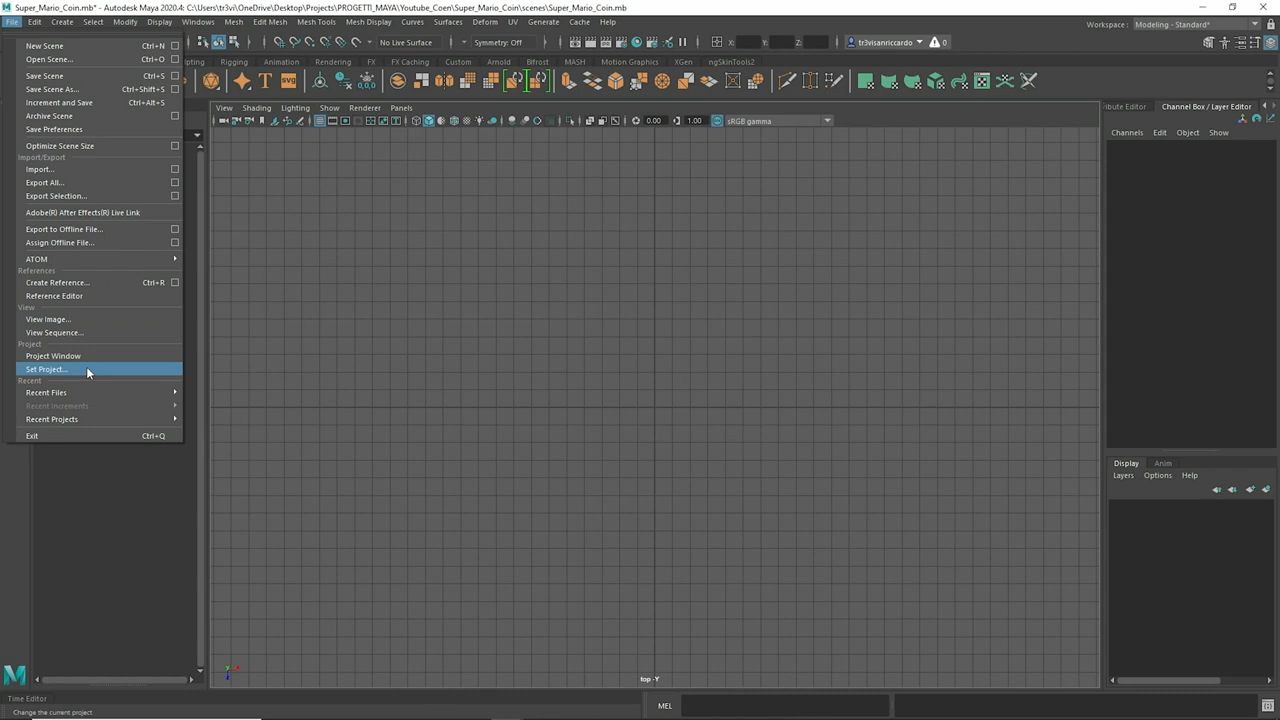 Super_Mario_Coin.mb* - Autodesk Maya 2020.4: C:\Users\tr3vi\OneDrive\Desktop\Projects\PROGETTI_MAYA\Youtube_Coen\Super_Mario_Coin\scenes\Super_Mario_Coin.mb
File Edit Create Select Modify Display Windows Mesh Edit Mesh Mesh Tools Mesh Display Curves Surfaces Deform UV Generate Cache Help
Workspace : Modeling - Standard*
No Live Surface Symmetry: Off X: Y: Z: tr3visanriccardo 0
Rigging Animation Rendering FX FX Caching Custom Arnold Bifrost MASH Motion Graphics XGen ngSkinTools2
New Scene Ctrl+N
Open Scene...  Ctrl+O
Save Scene Ctrl+S
Save Scene As... Ctrl+Shift+S
Increment and Save Ctrl+Alt+S
Archive Scene
Save Preferences
Optimize Scene Size
Import/Export
Import...
Export All...
Export Selection...
Adobe(R) After Effects(R) Live Link
Export to Offline File...
Assign Offline File...
ATOM
References
Create Reference... Ctrl+R
Reference Editor
View
View Image...
View Sequence...
Project
Project Window
Set Project...
Recent
Recent Files
Recent Increments
Recent Projects
Exit Ctrl+Q
View Shading Lighting Show Renderer Panels
0.00 1.00 sRGB gamma
SVG
top -Y
Channel Box / Layer Editor
Channels Edit Object Show
Display Anim
Layers Options Help
Time Editor
MEL
Change the current project